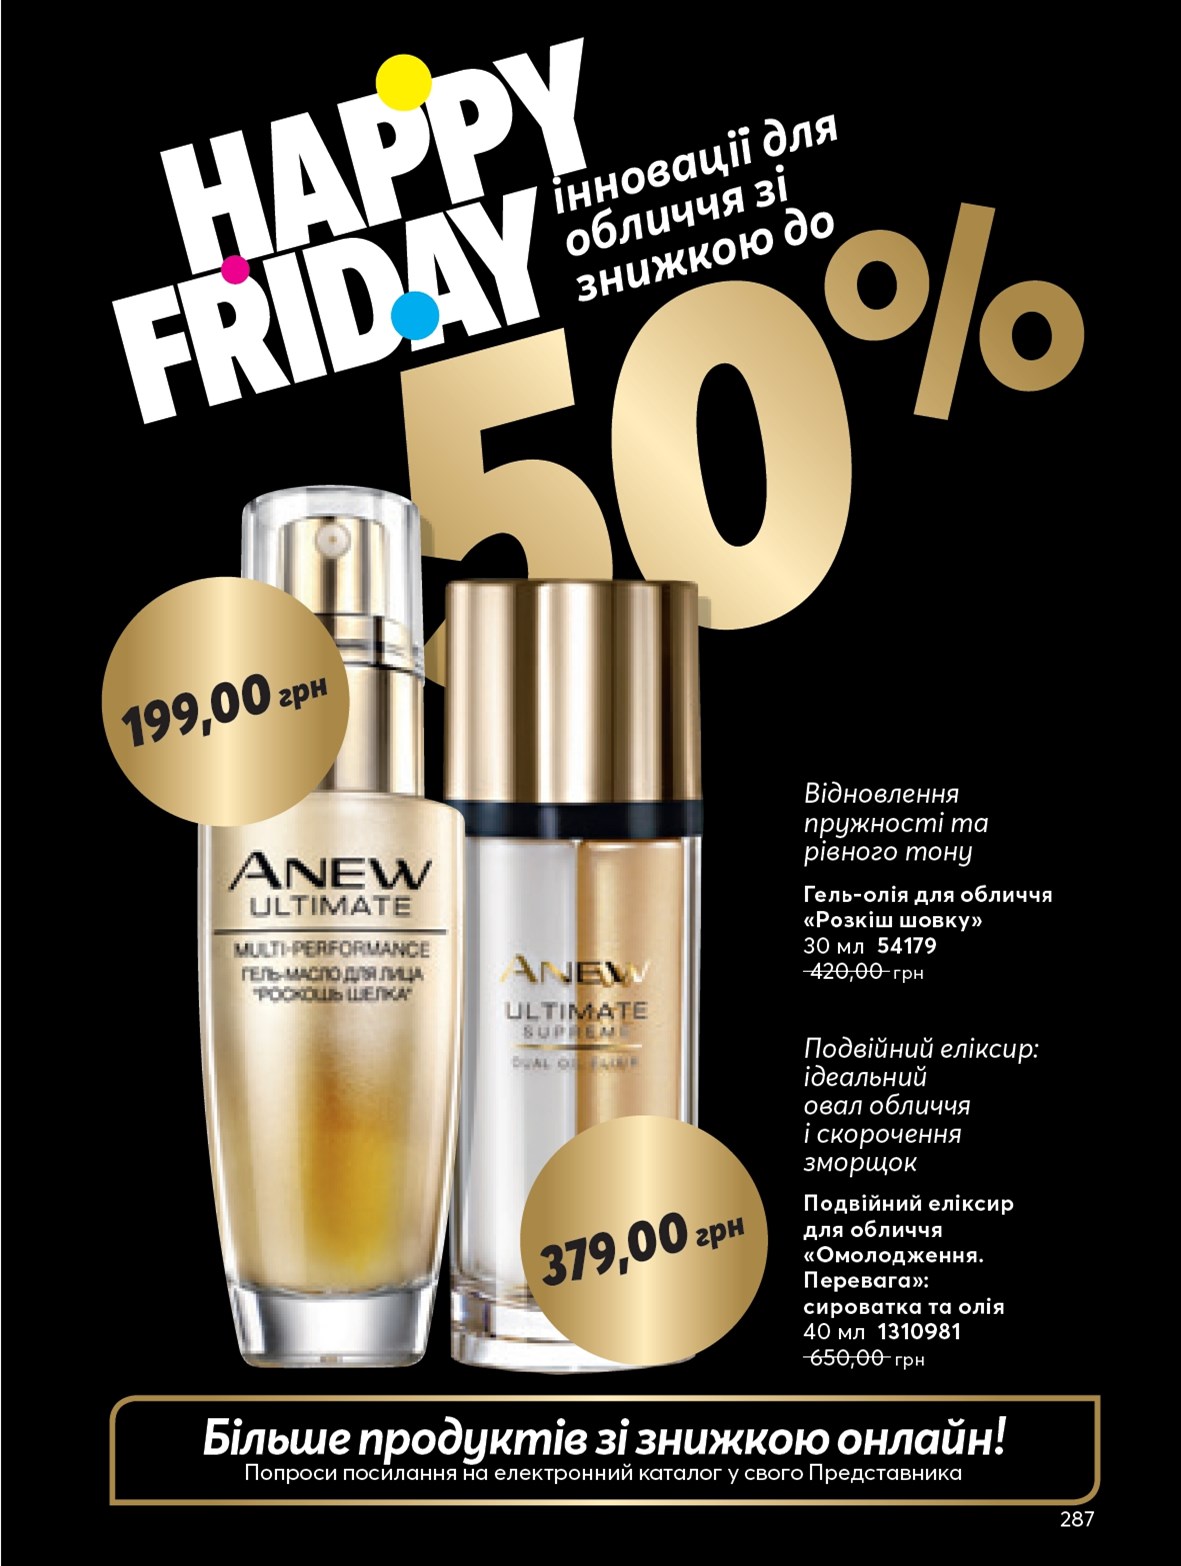 HAPPY
FRIDAY
інновації для
обличчя зі
знижкою до
50%
199,00 грн
ANEW
ULTIMATE
MULTI-PERFORMANCE
ГЕЛЬ-МАСЛО ДЛЯ ЛИЦА
"РОСКОШЬ ШЕЛКА"
ANEW
ULTIMATE
SUPREME
DUAL OIL ELIXIR
379,00 грн
Відновлення
пружності та
рівного тону
Гель-олія для обличчя
«Розкіш шовку»
30 мл 54179
420,00 грн
Подвійний еліксир:
ідеальний
овал обличчя
і скорочення
зморщок
Подвійний еліксир
для обличчя
«Омолодження.
Перевага»:
сироватка та олія
40 мл 1310981
650,00 грн
Більше продуктів зі знижкою онлайн!
Попроси посилання на електронний каталог у свого Представника
287